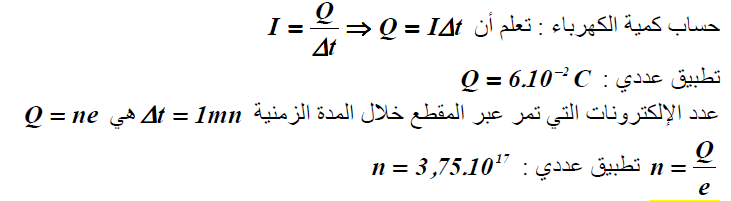 حساب كمية الكهرباء : تعلم أن I = Q/Δt ⇒ Q = IΔt
تطبيق عددي : Q = 6.10⁻² C
عدد الإلكترونات التي تمر عبر المقطع خلال المدة الزمنية Δt = 1mn هي Q = ne
n = Q/e تطبيق عددي : n = 3,75.10¹⁷